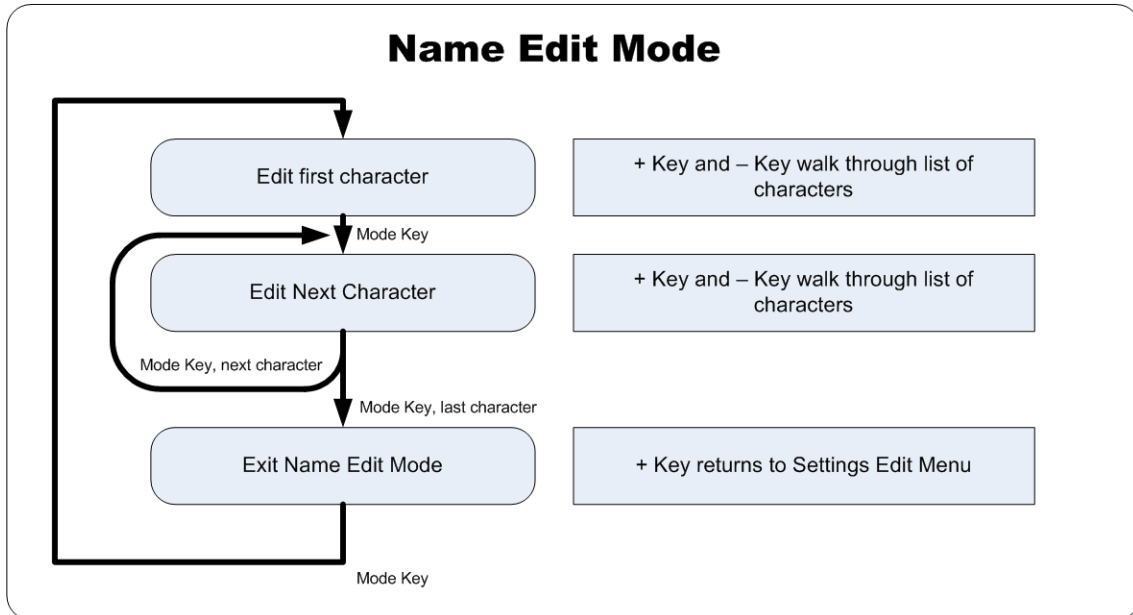 Name Edit Mode
Edit first character
+ Key and – Key walk through list of
characters
Mode Key
Edit Next Character
+ Key and – Key walk through list of
characters
Mode Key, next character
Mode Key, last character
Exit Name Edit Mode
+ Key returns to Settings Edit Menu
Mode Key